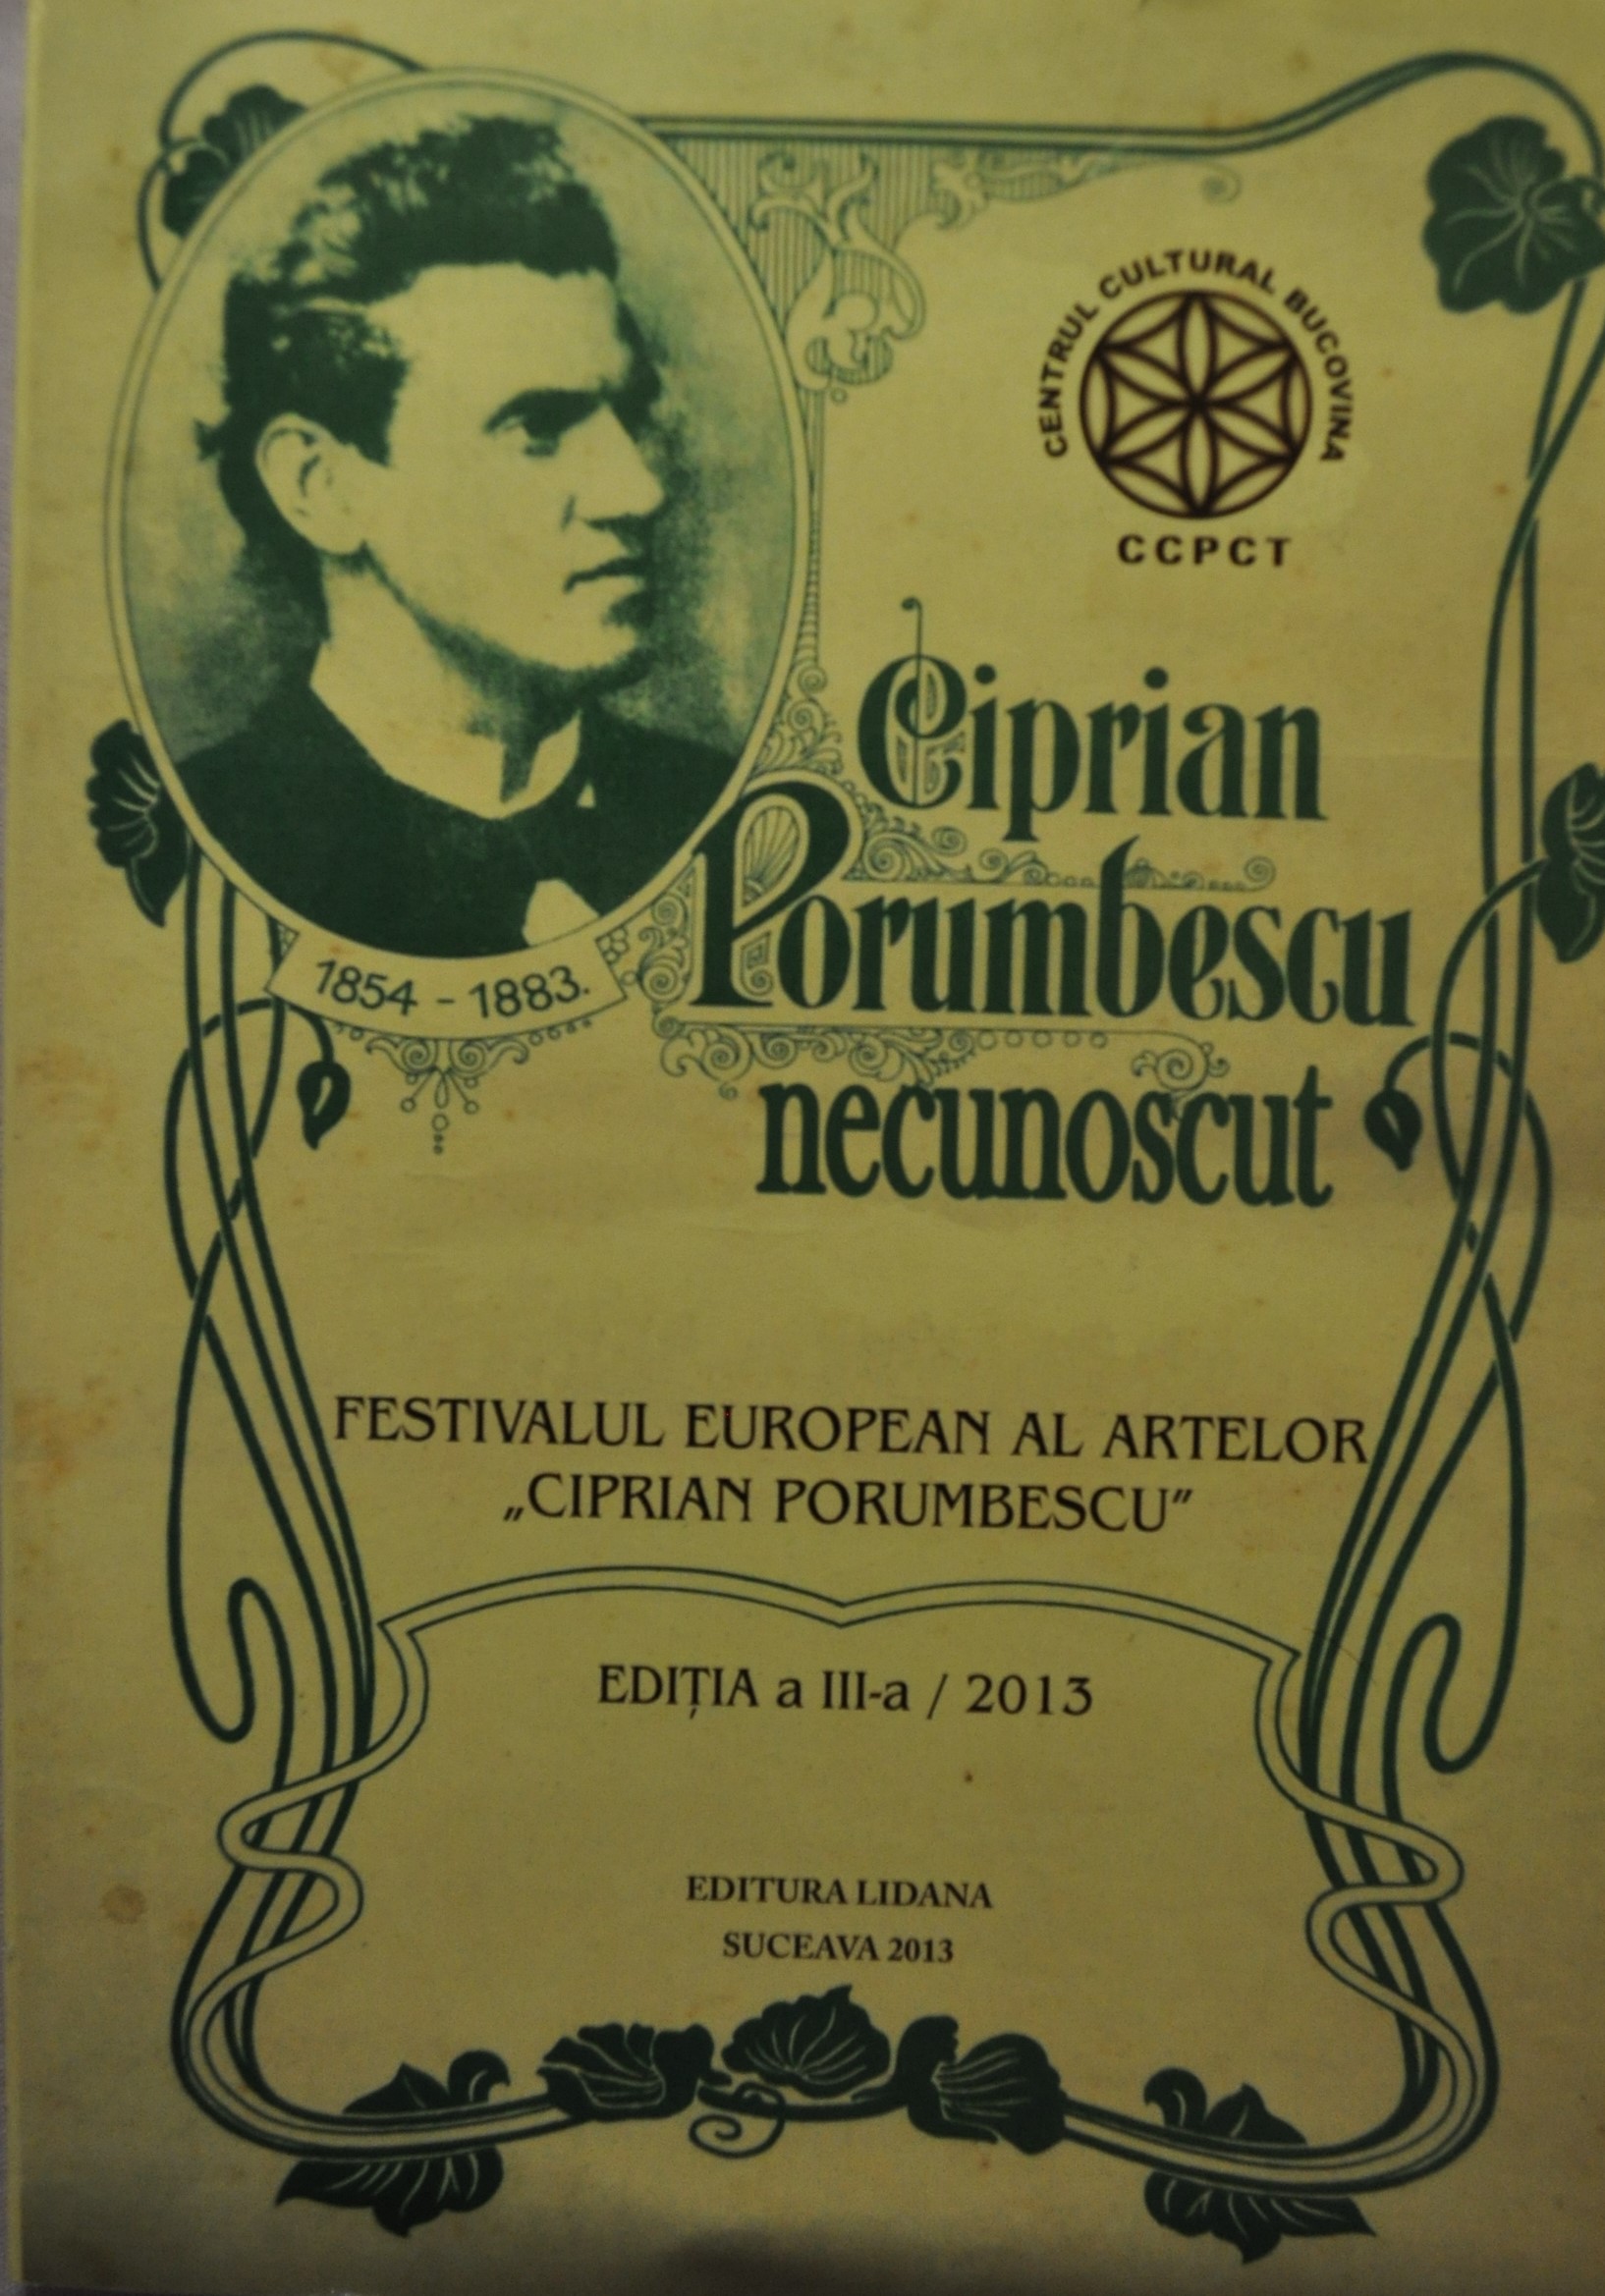 CENTRUL CULTURAL BUCOVINA
CCPCT
Ciprian
Porumbescu
necunoscut
1854 - 1883.
FESTIVALUL EUROPEAN AL ARTELOR
„CIPRIAN PORUMBESCU”
EDIȚIA a III-a / 2013
EDITURA LIDANA
SUCEAVA 2013